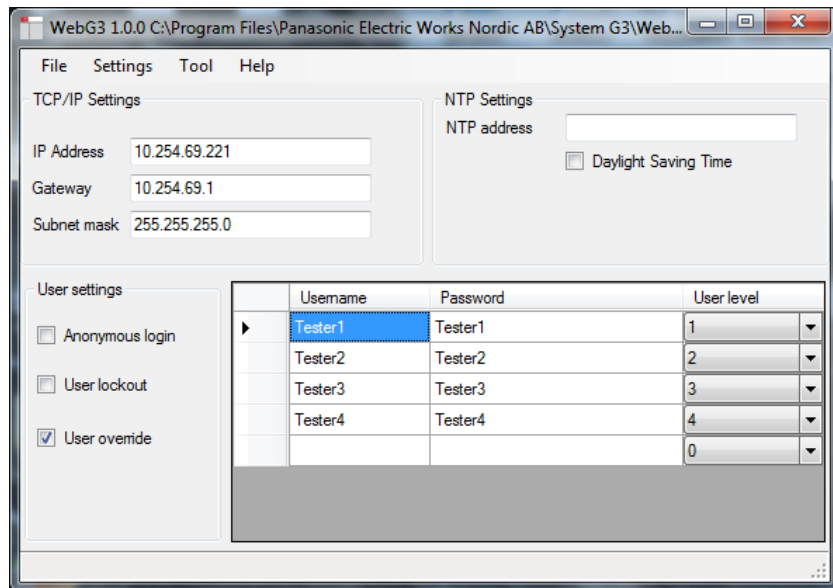 WebG3 1.0.0 C:\Program Files\Panasonic Electric Works Nordic AB\System G3\Web...
File Settings Tool Help
TCP/IP Settings
IP Address 10.254.69.221
Gateway 10.254.69.1
Subnet mask 255.255.255.0
NTP Settings
NTP address
Daylight Saving Time
User settings
Anonymous login
User lockout
User override
Username Password User level
Tester1 Tester1 1
Tester2 Tester2 2
Tester3 Tester3 3
Tester4 Tester4 4
0